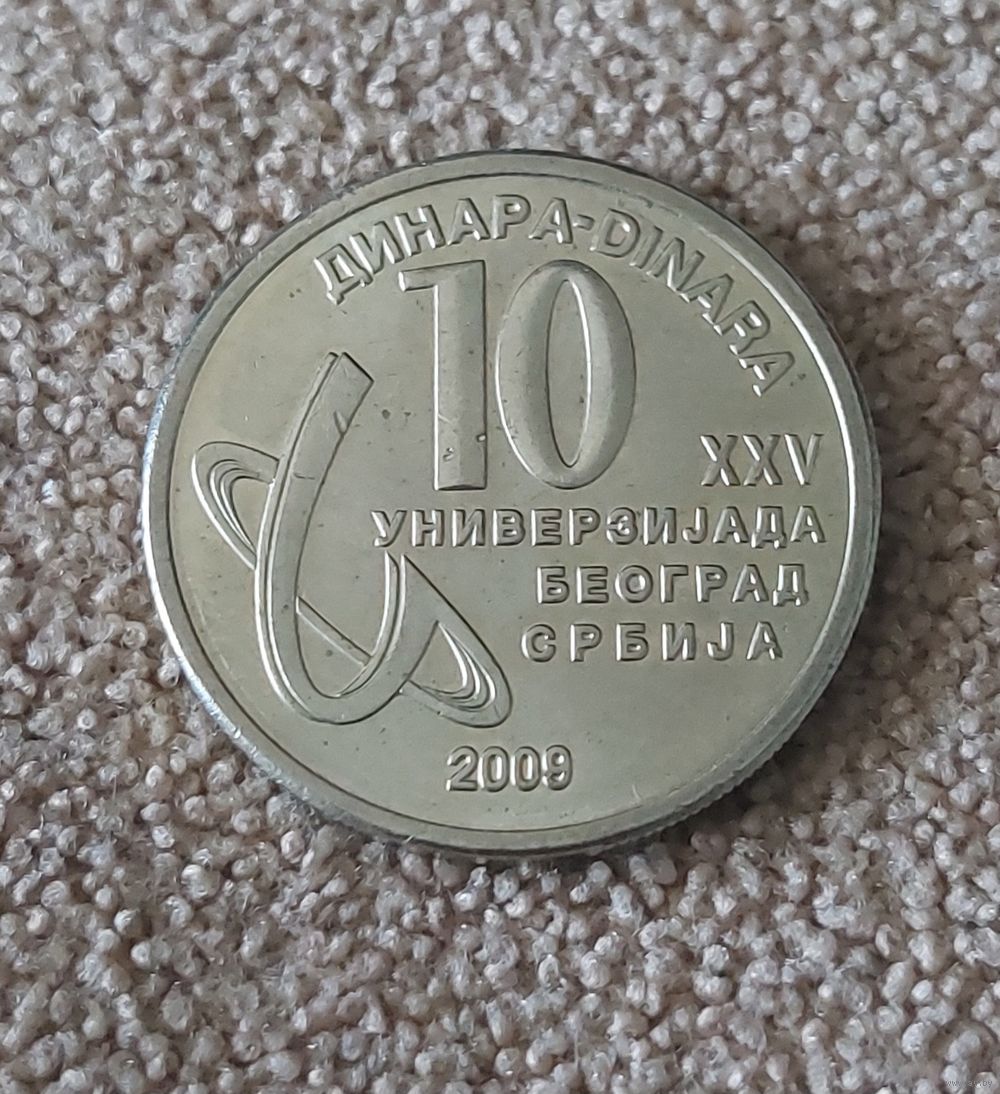 ДИНАРА-DINARA
10
XXV
УНИВЕРЗИЈАДА
БЕОГРАД
СРБИЈА
2009